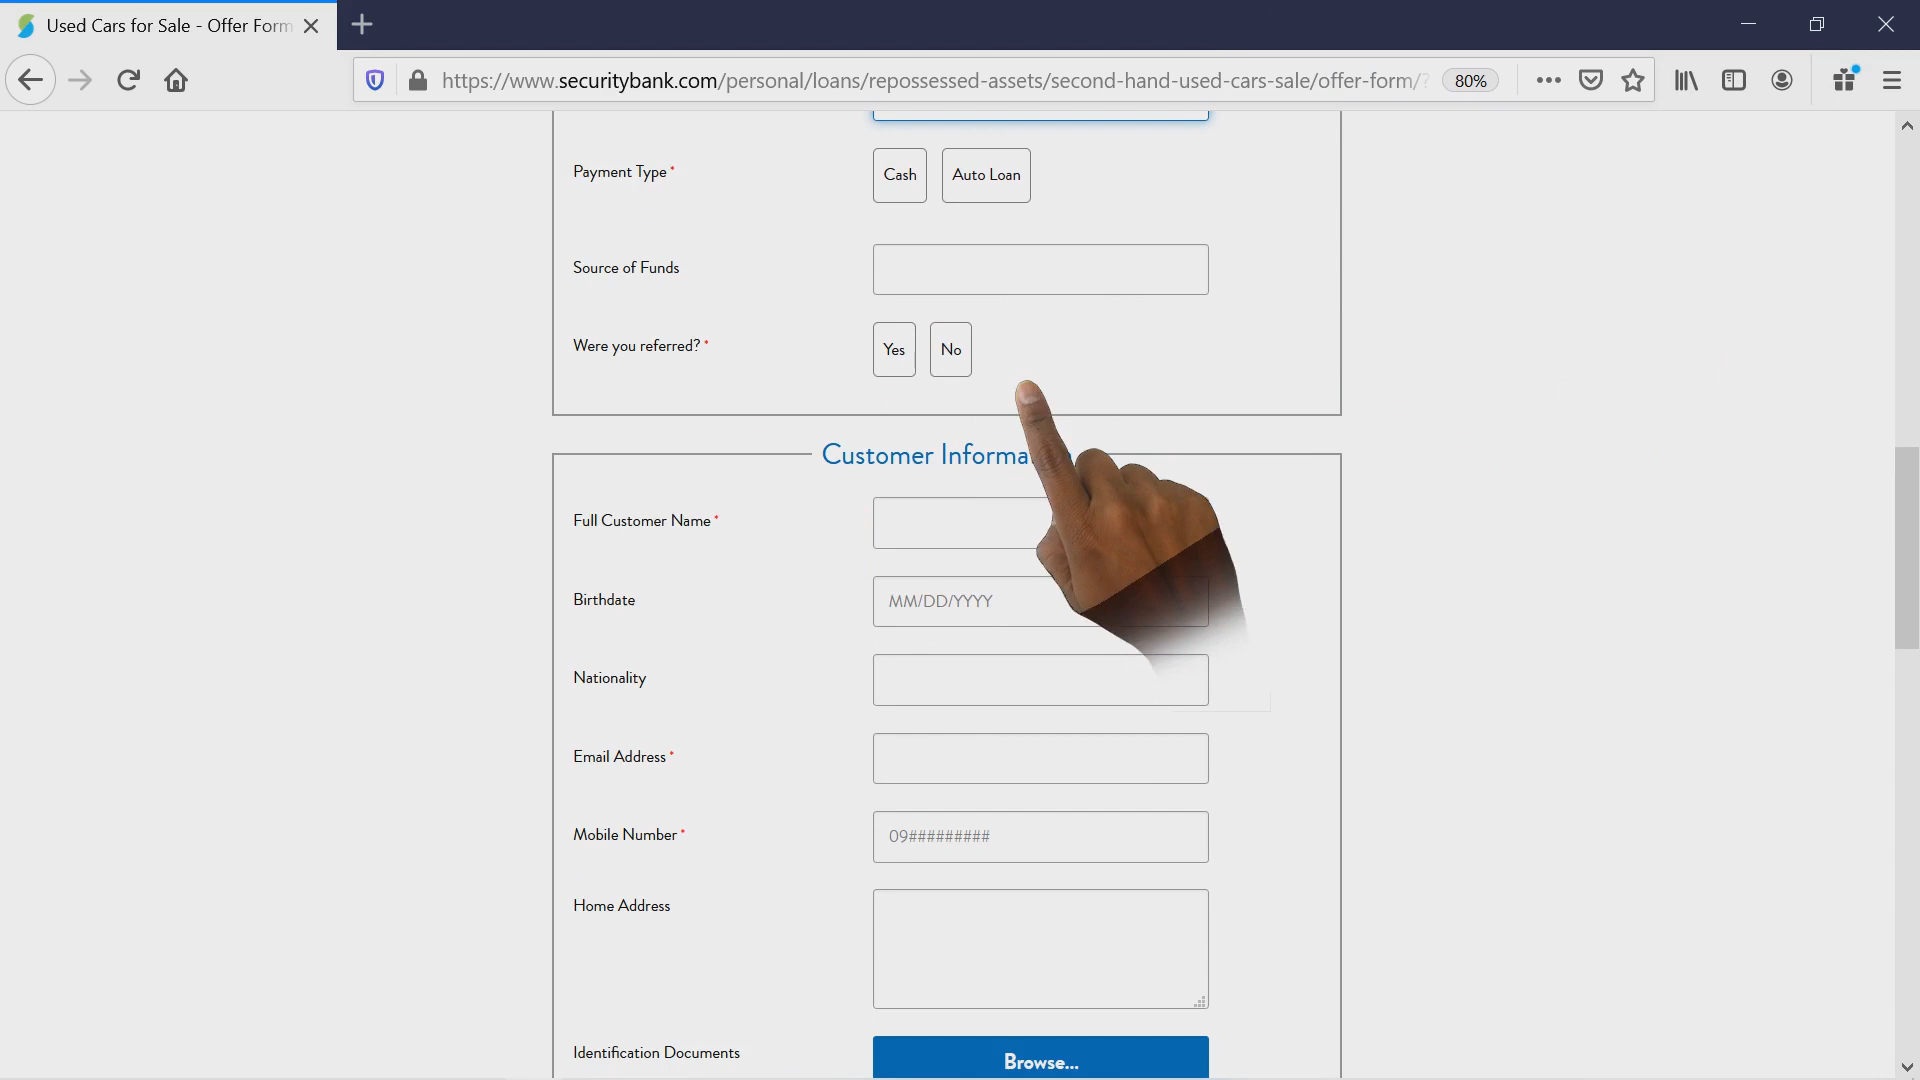 Used Cars for Sale - Offer Form
https://www.securitybank.com/personal/loans/repossessed-assets/second-hand-used-cars-sale/offer-form/?
80%
Payment Type *
Cash
Auto Loan
Source of Funds
Were you referred? *
Yes
No
Customer Informa
Full Customer Name *
Birthdate
MM/DD/YYYY
Nationality
Email Address *
Mobile Number *
09#########
Home Address
Identification Documents
Browse...